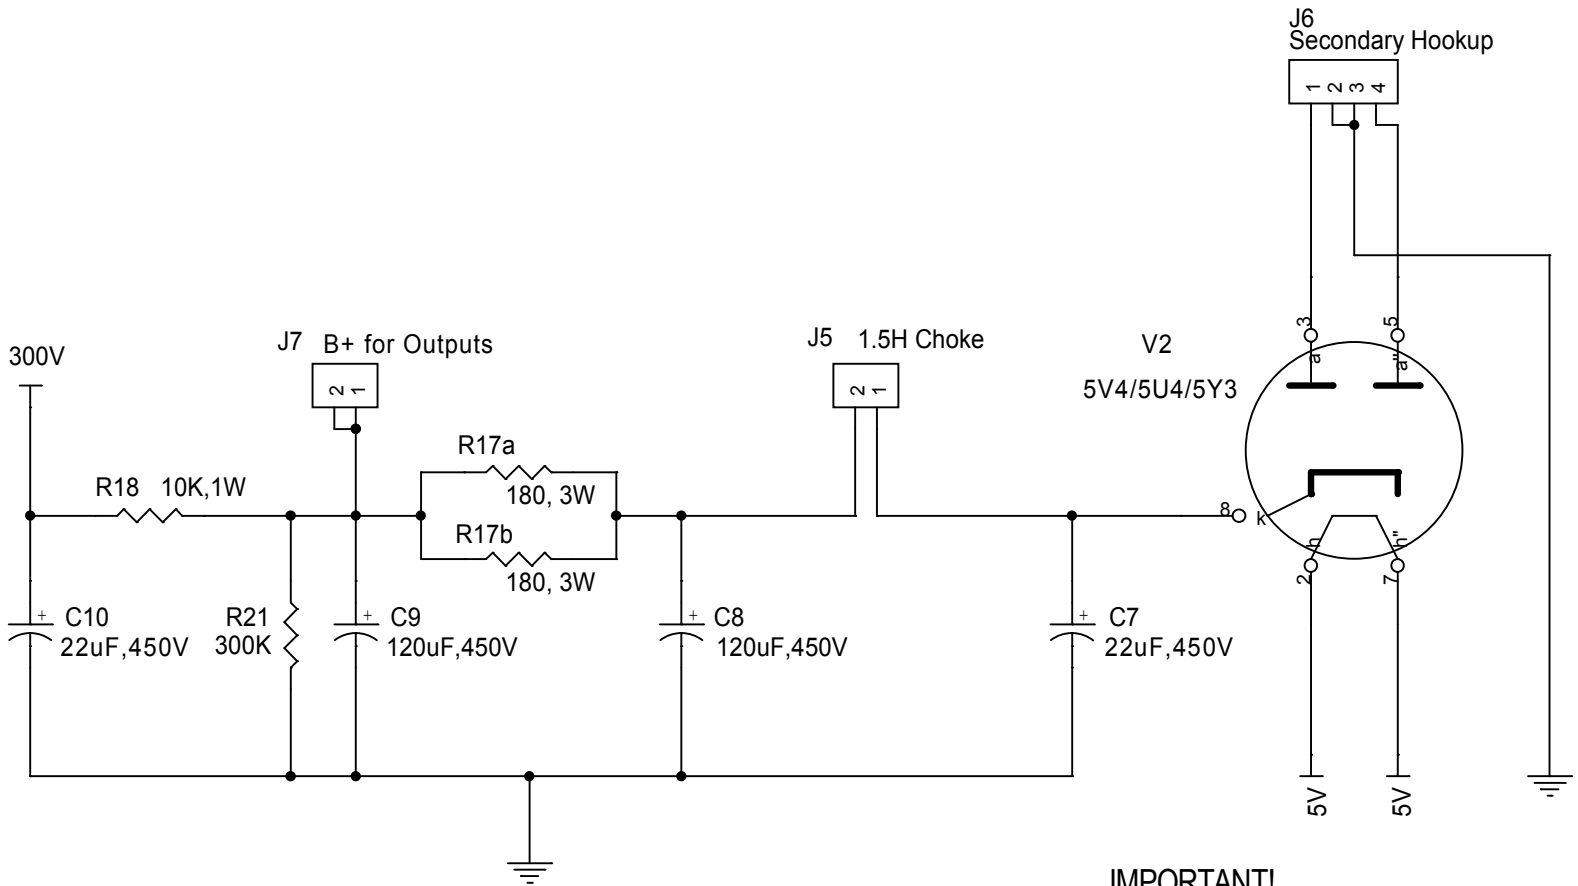 J6
Secondary Hookup
1 2 3 4
300V
J7 B+ for Outputs
2 1
J5 1.5H Choke
2 1
V2
5V4/5U4/5Y3
3
5
a
a"
R17a
180, 3W
R18 10K,1W
R17b
180, 3W
8
k
h
h"
2
7
+
C10
22uF,450V
R21
300K
+
C9
120uF,450V
+
C8
120uF,450V
+
C7
22uF,450V
5V
5V
IMPORTANT!